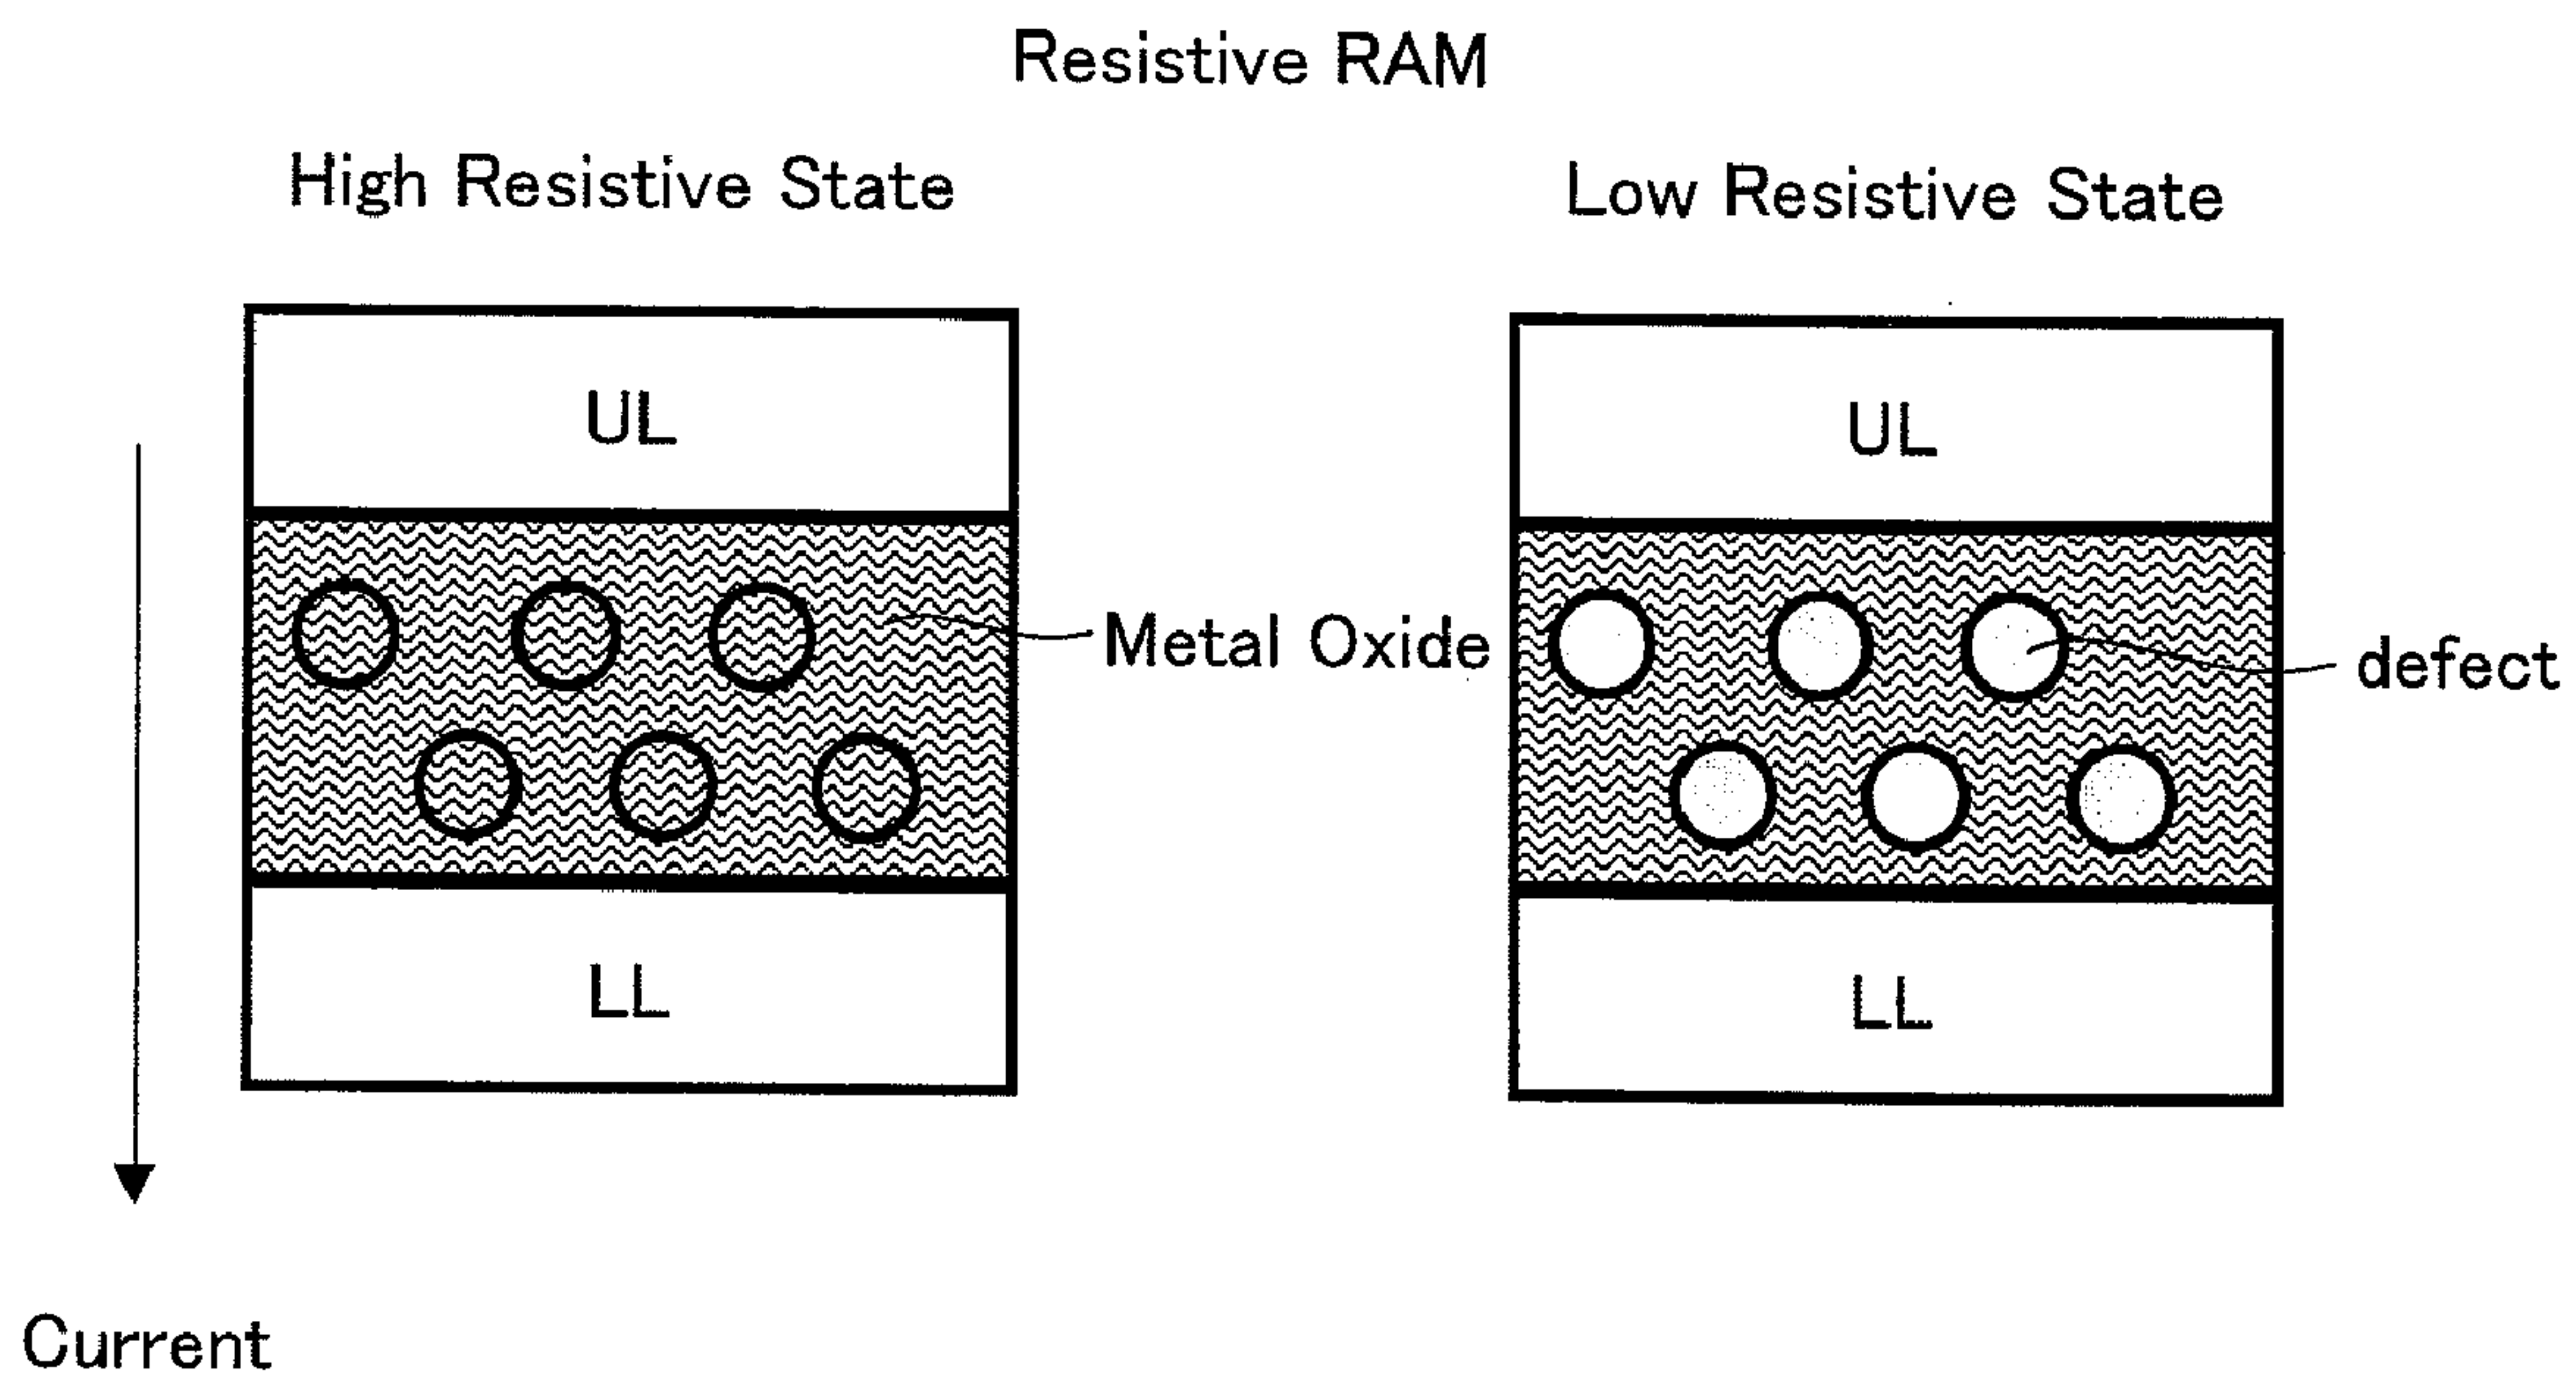 Resistive RAM
High Resistive State
Low Resistive State
UL
UL
Metal Oxide
defect
LL
LL
Current